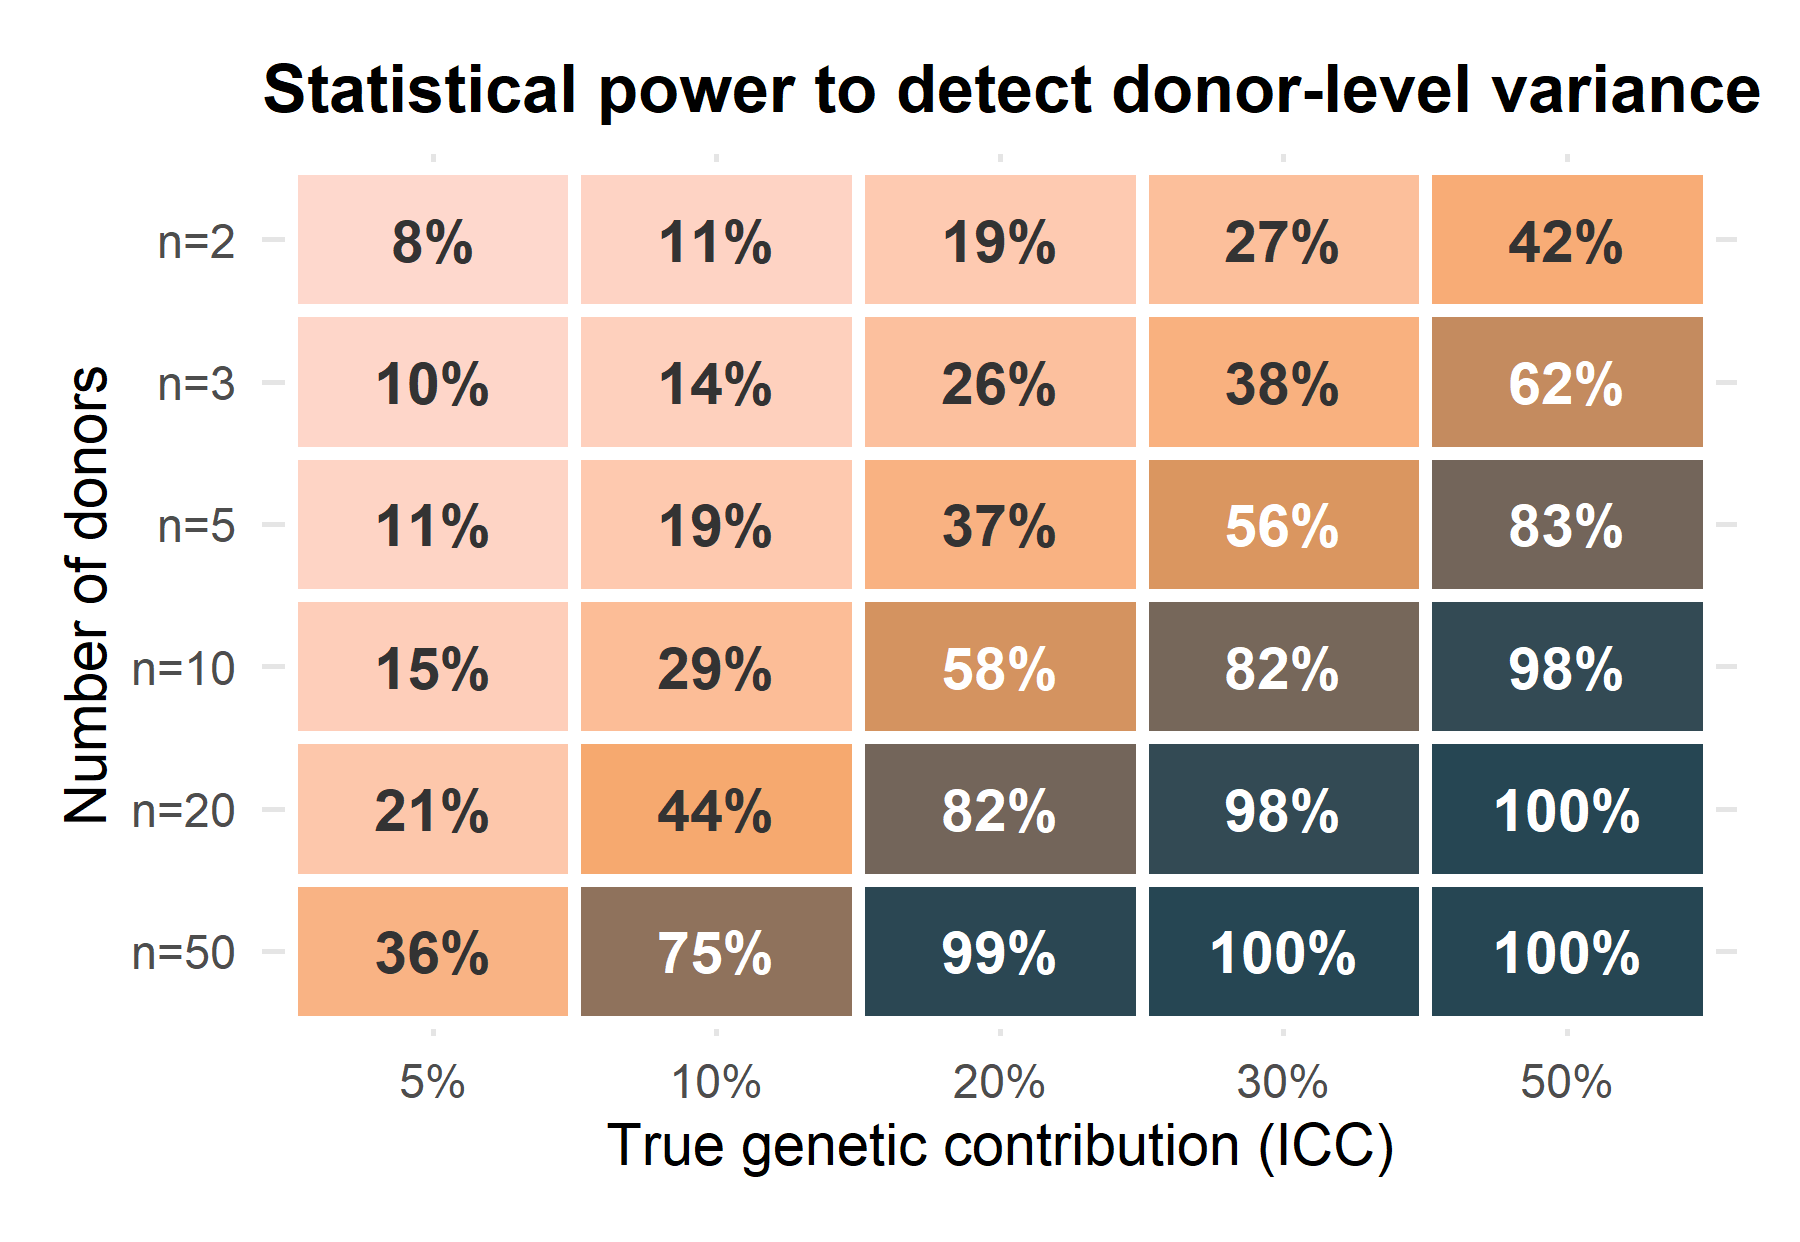 Statistical power to detect donor-level variance
Number of donors
n=2 8% 11% 19% 27% 42%
n=3 10% 14% 26% 38% 62%
n=5 11% 19% 37% 56% 83%
n=10 15% 29% 58% 82% 98%
n=20 21% 44% 82% 98% 100%
n=50 36% 75% 99% 100% 100%
5% 10% 20% 30% 50%
True genetic contribution (ICC)